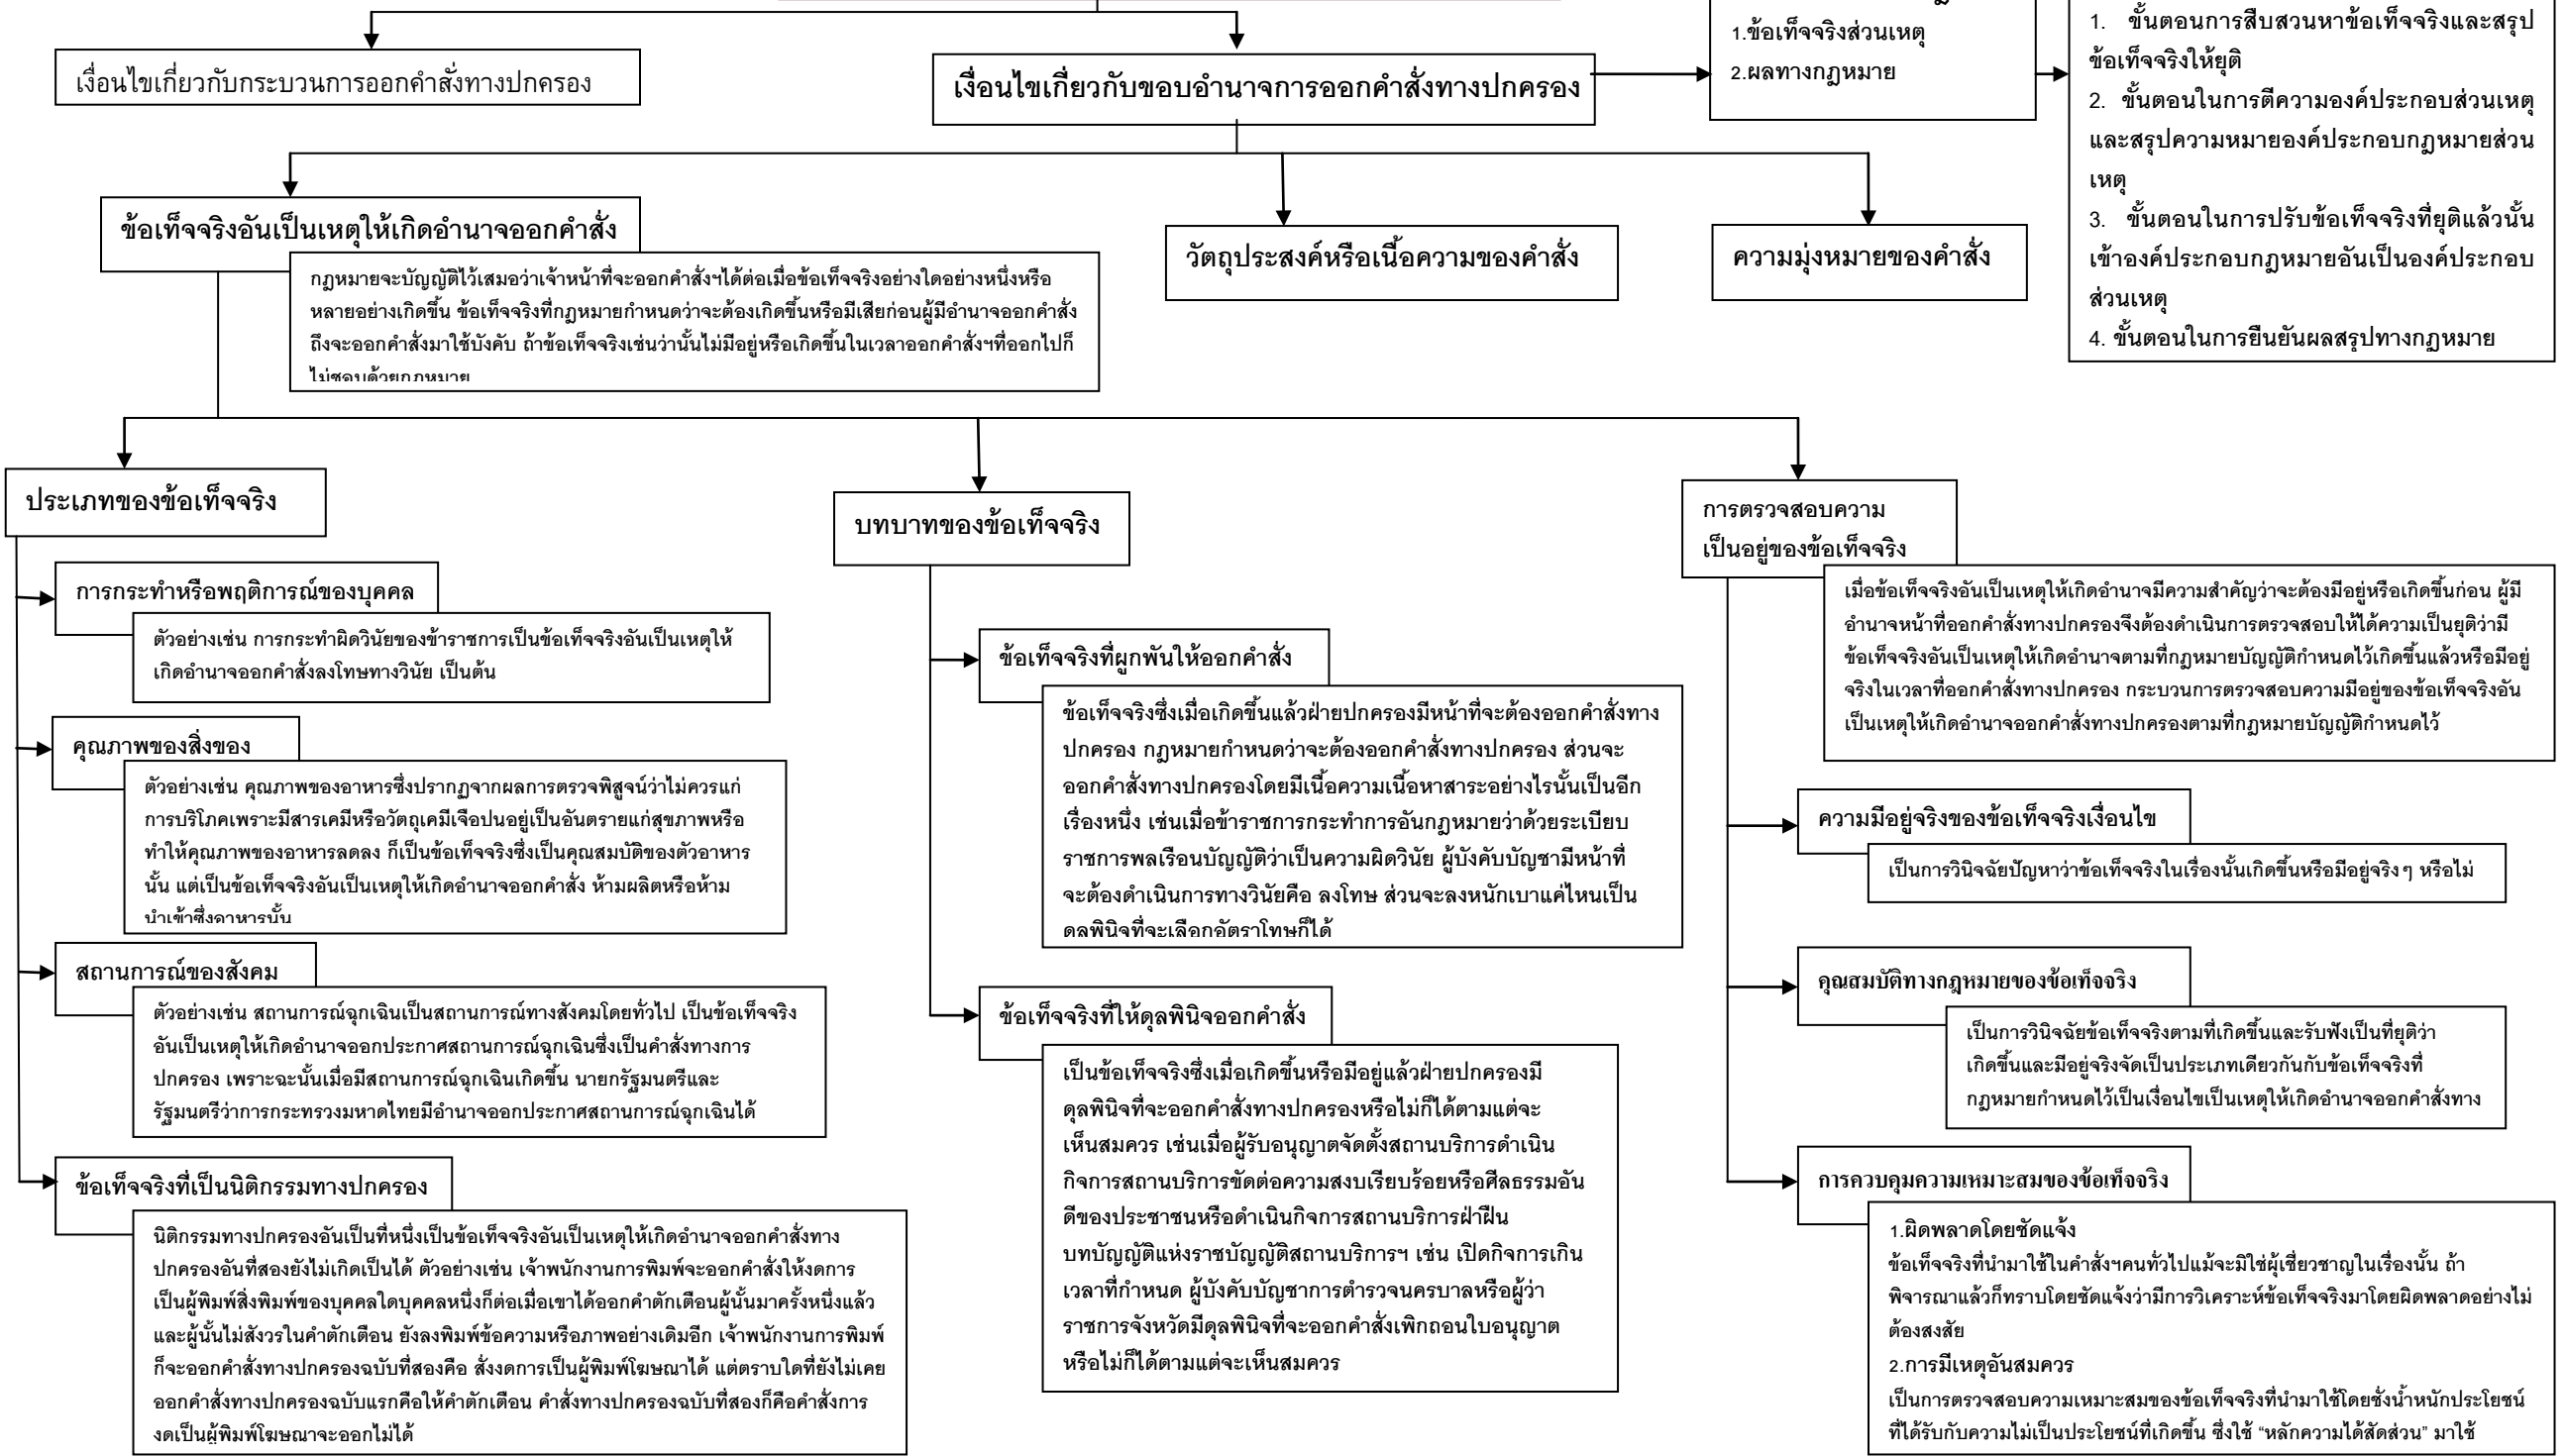 1.ข้อเท็จจริงส่วนเหตุ
2.ผลทางกฎหมาย
1. ขั้นตอนการสืบสวนหาข้อเท็จจริงและสรุป
ข้อเท็จจริงให้ยุติ
2. ขั้นตอนในการตีความองค์ประกอบส่วนเหตุ
และสรุปความหมายองค์ประกอบกฎหมายส่วน
เหตุ
3. ขั้นตอนในการปรับข้อเท็จจริงที่ยุติแล้วนั้น
เข้าองค์ประกอบกฎหมายอันเป็นองค์ประกอบ
ส่วนเหตุ
4. ขั้นตอนในการยืนยันผลสรุปทางกฎหมาย
เงื่อนไขเกี่ยวกับกระบวนการออกคำสั่งทางปกครอง
เงื่อนไขเกี่ยวกับขอบอำนาจการออกคำสั่งทางปกครอง
ข้อเท็จจริงอันเป็นเหตุให้เกิดอำนาจออกคำสั่ง
กฎหมายจะบัญญัติไว้เสมอว่าเจ้าหน้าที่จะออกคำสั่งฯได้ต่อเมื่อข้อเท็จจริงอย่างใดอย่างหนึ่งหรือ
หลายอย่างเกิดขึ้น ข้อเท็จจริงที่กฎหมายกำหนดว่าจะต้องเกิดขึ้นหรือมีเสียก่อนผู้มีอำนาจออกคำสั่ง
ถึงจะออกคำสั่งมาใช้บังคับ ถ้าข้อเท็จจริงเช่นว่านั้นไม่มีอยู่หรือเกิดขึ้นในเวลาออกคำสั่งฯที่ออกไปก็
ไม่ชอบด้วยกฎหมาย
วัตถุประสงค์หรือเนื้อความของคำสั่ง
ความมุ่งหมายของคำสั่ง
ประเภทของข้อเท็จจริง
การกระทำหรือพฤติการณ์ของบุคคล
ตัวอย่างเช่น การกระทำผิดวินัยของข้าราชการเป็นข้อเท็จจริงอันเป็นเหตุให้
เกิดอำนาจออกคำสั่งลงโทษทางวินัย เป็นต้น
คุณภาพของสิ่งของ
ตัวอย่างเช่น คุณภาพของอาหารซึ่งปรากฏจากผลการตรวจพิสูจน์ว่าไม่ควรแก่
การบริโภคเพราะมีสารเคมีหรือวัตถุเคมีเจือปนอยู่เป็นอันตรายแก่สุขภาพหรือ
ทำให้คุณภาพของอาหารลดลง ก็เป็นข้อเท็จจริงซึ่งเป็นคุณสมบัติของตัวอาหาร
นั้น แต่เป็นข้อเท็จจริงอันเป็นเหตุให้เกิดอำนาจออกคำสั่ง ห้ามผลิตหรือห้าม
นำเข้าซึ่งอาหารนั้น
สถานการณ์ของสังคม
ตัวอย่างเช่น สถานการณ์ฉุกเฉินเป็นสถานการณ์ทางสังคมโดยทั่วไป เป็นข้อเท็จจริง
อันเป็นเหตุให้เกิดอำนาจออกประกาศสถานการณ์ฉุกเฉินซึ่งเป็นคำสั่งทางการ
ปกครอง เพราะฉะนั้นเมื่อมีสถานการณ์ฉุกเฉินเกิดขึ้น นายกรัฐมนตรีและ
รัฐมนตรีว่าการกระทรวงมหาดไทยมีอำนาจออกประกาศสถานการณ์ฉุกเฉินได้
ข้อเท็จจริงที่เป็นนิติกรรมทางปกครอง
นิติกรรมทางปกครองอันเป็นที่หนึ่งเป็นข้อเท็จจริงอันเป็นเหตุให้เกิดอำนาจออกคำสั่งทาง
ปกครองอันที่สองยังไม่เกิดเป็นได้ ตัวอย่างเช่น เจ้าพนักงานการพิมพ์จะออกคำสั่งให้งดการ
เป็นผู้พิมพ์สิ่งพิมพ์ของบุคคลใดบุคคลหนึ่งก็ต่อเมื่อเขาได้ออกคำตักเตือนผู้นั้นมาครั้งหนึ่งแล้ว
และผู้นั้นไม่สังวรในคำตักเตือน ยังลงพิมพ์ข้อความหรือภาพอย่างเดิมอีก เจ้าพนักงานการพิมพ์
ก็จะออกคำสั่งทางปกครองฉบับที่สองคือ สั่งงดการเป็นผู้พิมพ์โฆษณาได้ แต่ตราบใดที่ยังไม่เคย
ออกคำสั่งทางปกครองฉบับแรกคือให้คำตักเตือน คำสั่งทางปกครองฉบับที่สองก็คือคำสั่งการ
งดเป็นผู้พิมพ์โฆษณาจะออกไม่ได้
บทบาทของข้อเท็จจริง
ข้อเท็จจริงที่ผูกพันให้ออกคำสั่ง
ข้อเท็จจริงซึ่งเมื่อเกิดขึ้นแล้วฝ่ายปกครองมีหน้าที่จะต้องออกคำสั่งทาง
ปกครอง กฎหมายกำหนดว่าจะต้องออกคำสั่งทางปกครอง ส่วนจะ
ออกคำสั่งทางปกครองโดยมีเนื้อความเนื้อหาสาระอย่างไรนั้นเป็นอีก
เรื่องหนึ่ง เช่นเมื่อข้าราชการกระทำการอันกฎหมายว่าด้วยระเบียบ
ราชการพลเรือนบัญญัติว่าเป็นความผิดวินัย ผู้บังคับบัญชามีหน้าที่
จะต้องดำเนินการทางวินัยคือ ลงโทษ ส่วนจะลงหนักเบาแค่ไหนเป็น
ดุลพินิจที่จะเลือกอัตราโทษก็ได้
ข้อเท็จจริงที่ให้ดุลพินิจออกคำสั่ง
เป็นข้อเท็จจริงซึ่งเมื่อเกิดขึ้นหรือมีอยู่แล้วฝ่ายปกครองมี
ดุลพินิจที่จะออกคำสั่งทางปกครองหรือไม่ก็ได้ตามแต่จะ
เห็นสมควร เช่นเมื่อผู้รับอนุญาตจัดตั้งสถานบริการดำเนิน
กิจการสถานบริการขัดต่อความสงบเรียบร้อยหรือศีลธรรมอัน
ดีของประชาชนหรือดำเนินกิจการสถานบริการฝ่าฝืน
บทบัญญัติแห่งราชบัญญัติสถานบริการฯ เช่น เปิดกิจการเกิน
เวลาที่กำหนด ผู้บังคับบัญชาการตำรวจนครบาลหรือผู้ว่า
ราชการจังหวัดมีดุลพินิจที่จะออกคำสั่งเพิกถอนใบอนุญาต
หรือไม่ก็ได้ตามแต่จะเห็นสมควร
การตรวจสอบความ
เป็นอยู่ของข้อเท็จจริง
เมื่อข้อเท็จจริงอันเป็นเหตุให้เกิดอำนาจมีความสำคัญว่าจะต้องมีอยู่หรือเกิดขึ้นก่อน ผู้มี
อำนาจหน้าที่ออกคำสั่งทางปกครองจึงต้องดำเนินการตรวจสอบให้ได้ความเป็นยุติว่ามี
ข้อเท็จจริงอันเป็นเหตุให้เกิดอำนาจตามที่กฎหมายบัญญัติกำหนดไว้เกิดขึ้นแล้วหรือมีอยู่
จริงในเวลาที่ออกคำสั่งทางปกครอง กระบวนการตรวจสอบความมีอยู่ของข้อเท็จจริงอัน
เป็นเหตุให้เกิดอำนาจออกคำสั่งทางปกครองตามที่กฎหมายบัญญัติกำหนดไว้
ความมีอยู่จริงของข้อเท็จจริงเงื่อนไข
เป็นการวินิจฉัยปัญหาว่าข้อเท็จจริงในเรื่องนั้นเกิดขึ้นหรือมีอยู่จริง ๆ หรือไม่
คุณสมบัติทางกฎหมายของข้อเท็จจริง
เป็นการวินิจฉัยข้อเท็จจริงตามที่เกิดขึ้นและรับฟังเป็นที่ยุติว่า
เกิดขึ้นและมีอยู่จริงจัดเป็นประเภทเดียวกันกับข้อเท็จจริงที่
กฎหมายกำหนดไว้เป็นเงื่อนไขเป็นเหตุให้เกิดอำนาจออกคำสั่งทาง
การควบคุมความเหมาะสมของข้อเท็จจริง
1.ผิดพลาดโดยชัดแจ้ง
ข้อเท็จจริงที่นำมาใช้ในคำสั่งฯคนทั่วไปแม้จะมิใช่ผู้เชี่ยวชาญในเรื่องนั้น ถ้า
พิจารณาแล้วก็ทราบโดยชัดแจ้งว่ามีการวิเคราะห์ข้อเท็จจริงมาโดยผิดพลาดอย่างไม่
ต้องสงสัย
2.การมีเหตุอันสมควร
เป็นการตรวจสอบความเหมาะสมของข้อเท็จจริงที่นำมาใช้โดยชั่งน้ำหนักประโยชน์
ที่ได้รับกับความไม่เป็นประโยชน์ที่เกิดขึ้น ซึ่งใช้ “หลักความได้สัดส่วน” มาใช้